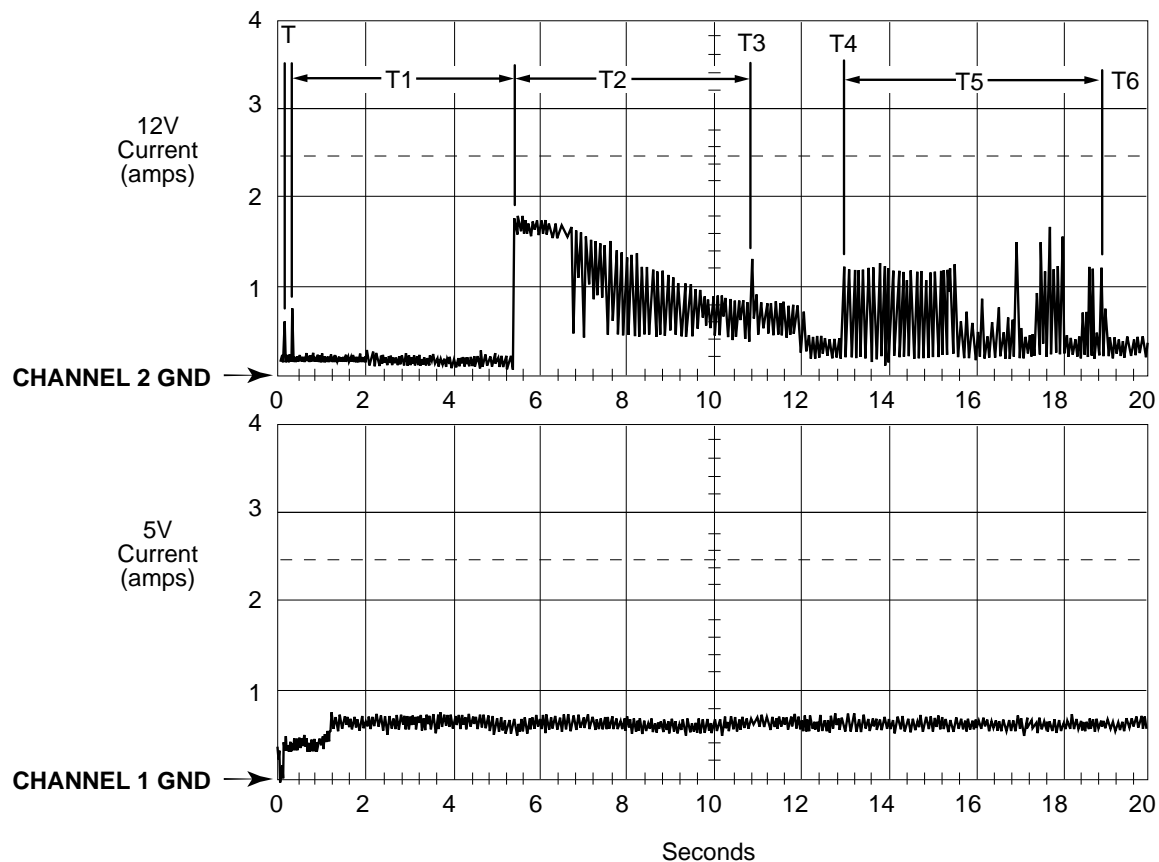 4
T
T3
T4
T1
T2
T5
T6
3
12V
Current
(amps)
2
1
CHANNEL 2 GND
0 2 4 6 8 10 12 14 16 18 20
4
3
5V
Current
(amps)
2
1
CHANNEL 1 GND
0 2 4 6 8 10 12 14 16 18 20
Seconds